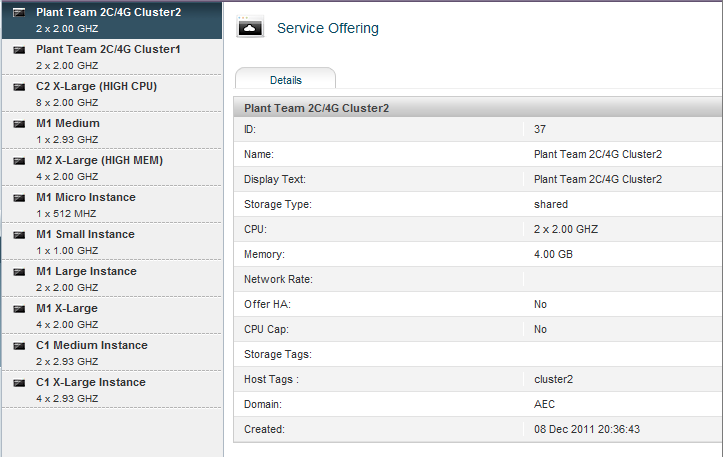 Plant Team 2C/4G Cluster2
2 x 2.00 GHZ
Plant Team 2C/4G Cluster1
2 x 2.00 GHZ
C2 X-Large (HIGH CPU)
8 x 2.00 GHZ
M1 Medium
1 x 2.93 GHZ
M2 X-Large (HIGH MEM)
4 x 2.00 GHZ
M1 Micro Instance
1 x 512 MHZ
M1 Small Instance
1 x 1.00 GHZ
M1 Large Instance
2 x 2.00 GHZ
M1 X-Large
4 x 2.00 GHZ
C1 Medium Instance
2 x 2.93 GHZ
C1 X-Large Instance
4 x 2.93 GHZ
Service Offering
Details
Plant Team 2C/4G Cluster2
ID: 37
Name: Plant Team 2C/4G Cluster2
Display Text: Plant Team 2C/4G Cluster2
Storage Type: shared
CPU: 2 x 2.00 GHZ
Memory: 4.00 GB
Network Rate:
Offer HA: No
CPU Cap: No
Storage Tags:
Host Tags : cluster2
Domain: AEC
Created: 08 Dec 2011 20:36:43